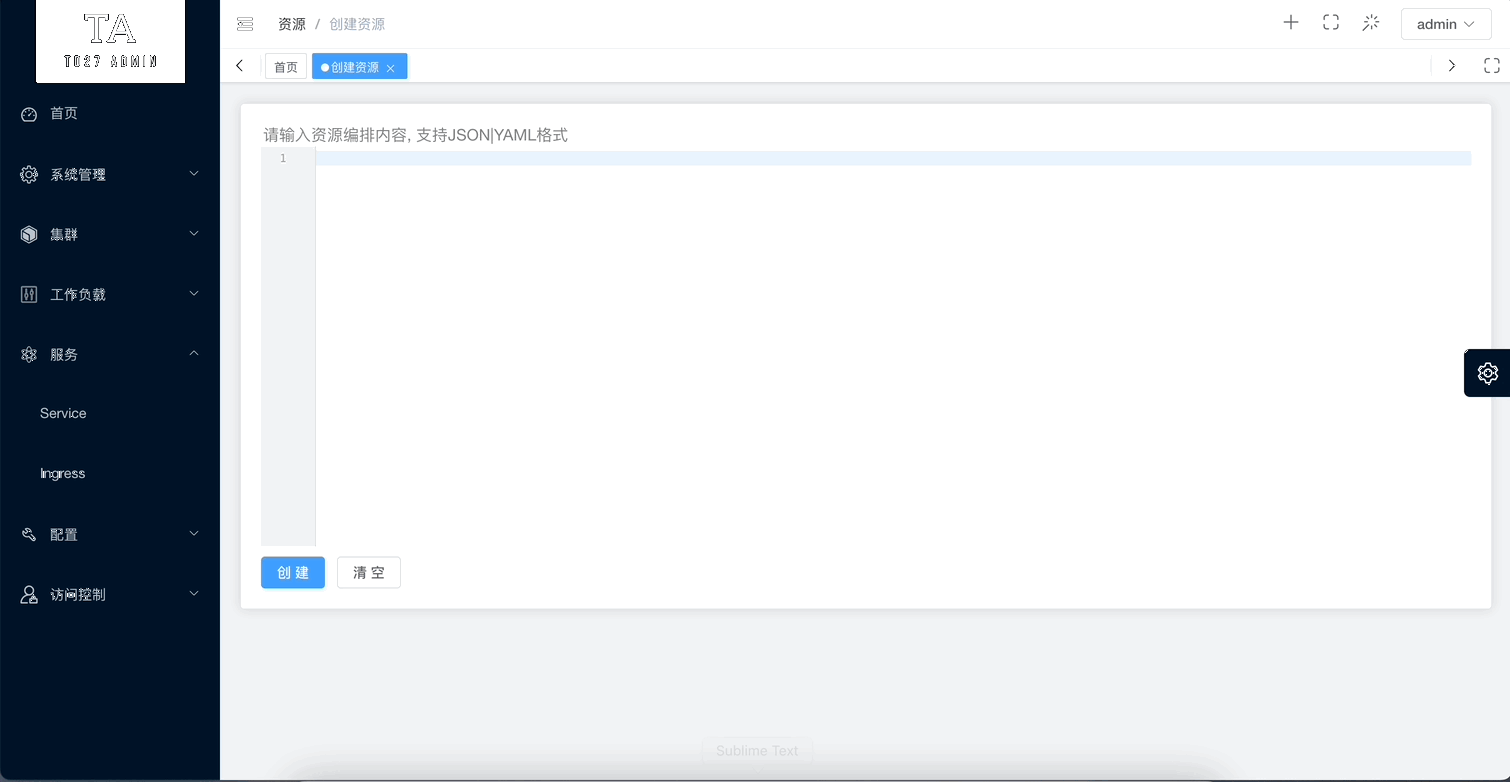 TA
T027 ADMIN
首页
系统管理
集群
工作负载
服务
Service
Ingress
配置
访问控制
资源 / 创建资源
admin
首页
创建资源
请输入资源编排内容, 支持JSON|YAML格式
1
创 建
清 空
Sublime Text